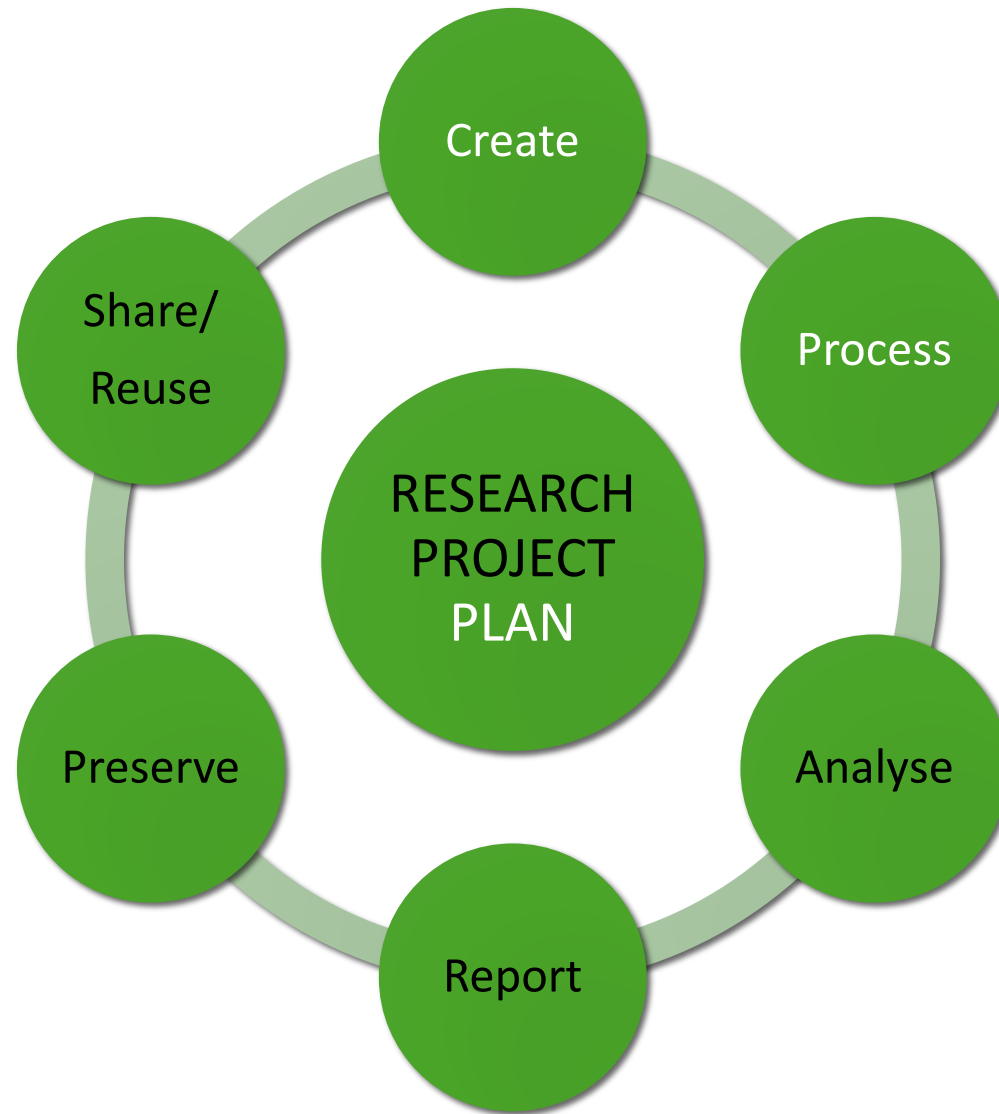 Create
Process
Analyse
Report
Preserve
Share/
Reuse
RESEARCH
PROJECT
PLAN